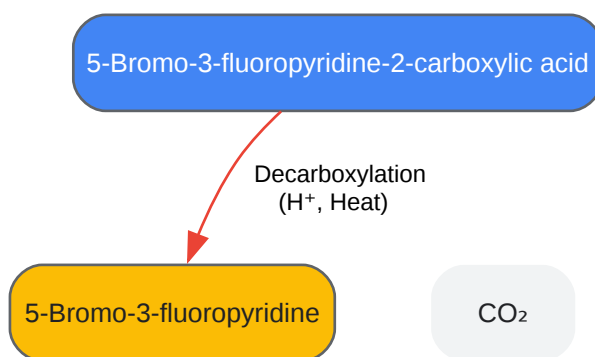 5-Bromo-3-fluoropyridine-2-carboxylic acid
Decarboxylation
(H⁺, Heat)
5-Bromo-3-fluoropyridine
CO₂